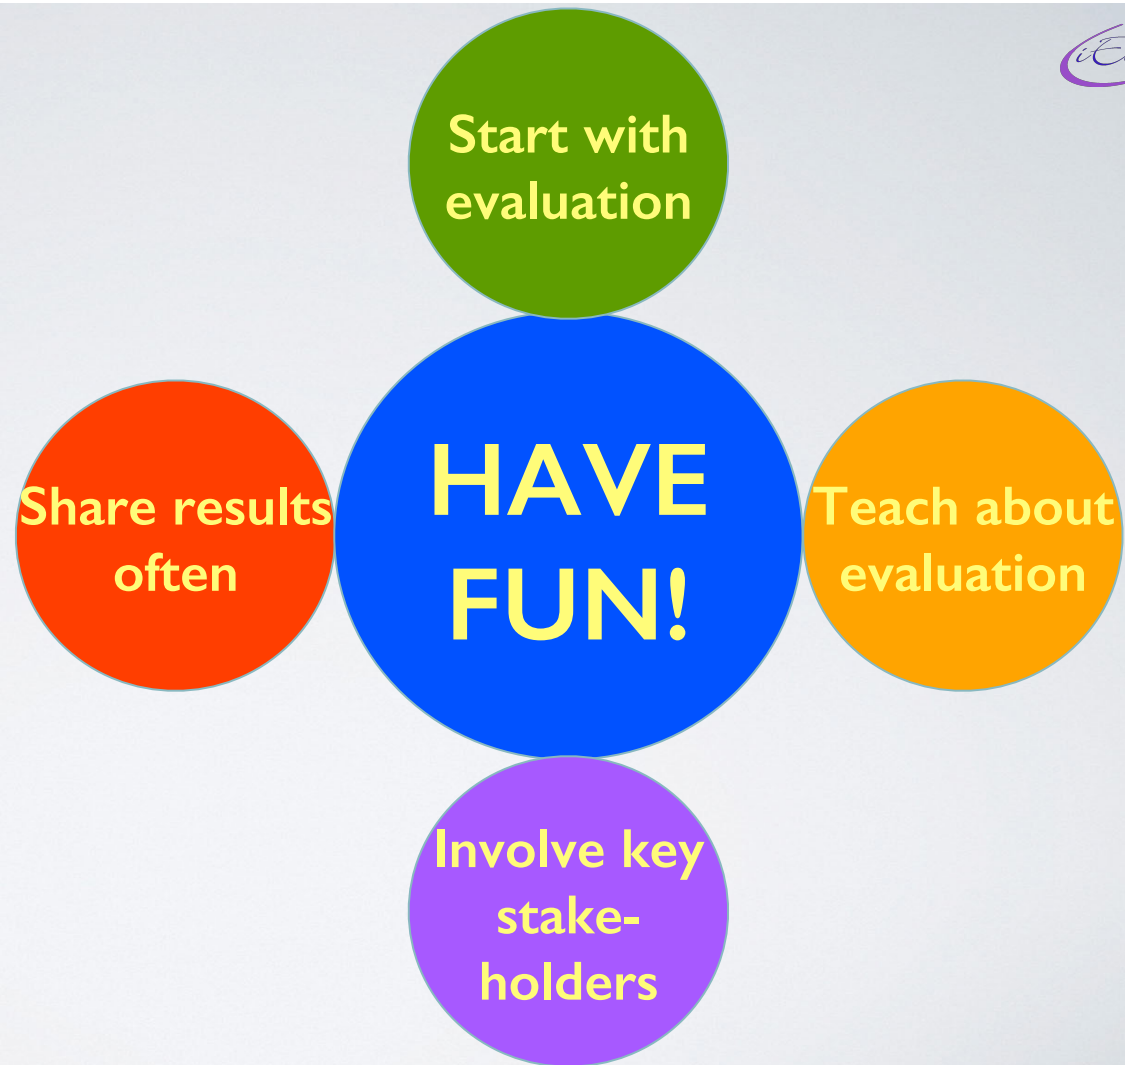 Start with
evaluation
HAVE
FUN!
Share results
often
Teach about
evaluation
Involve key
stake-
holders